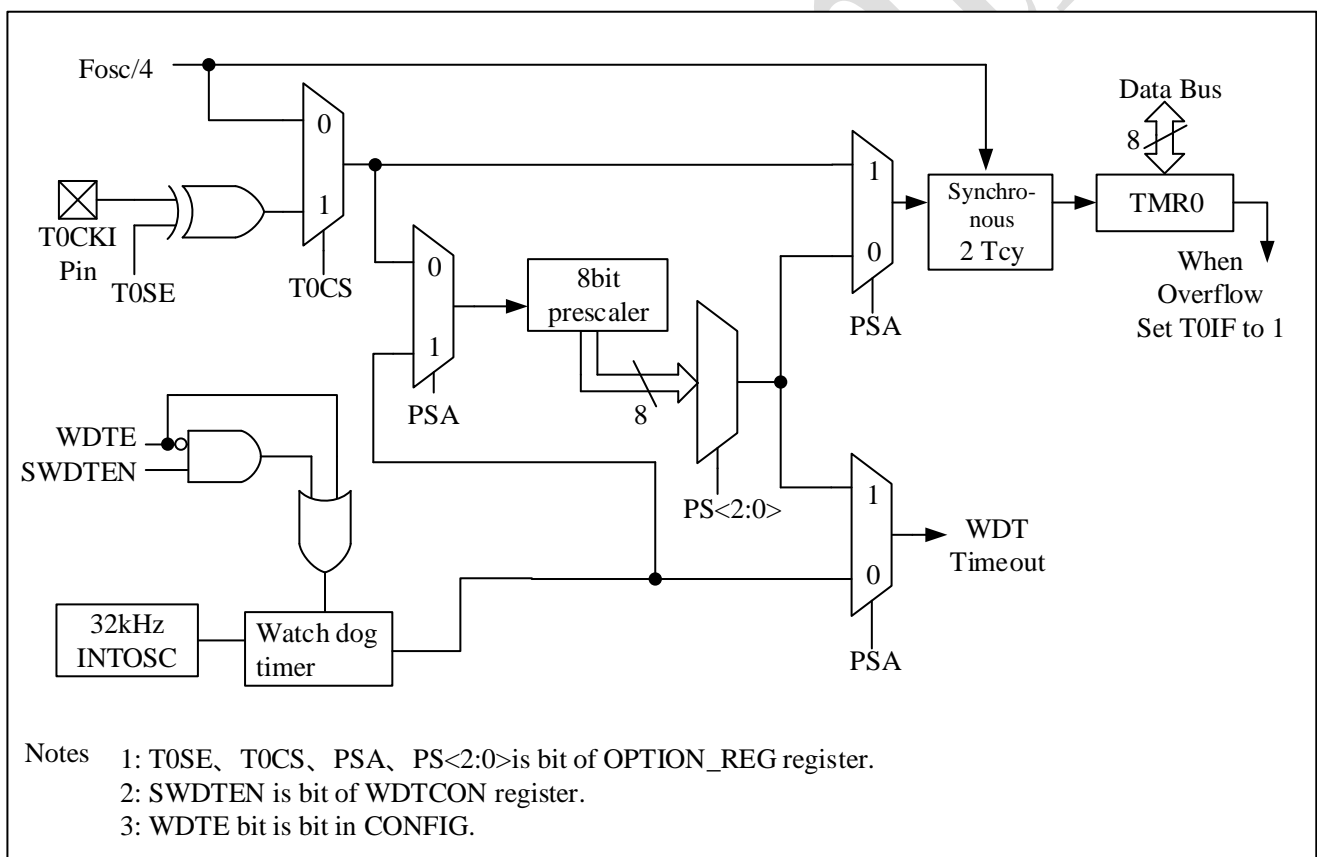 Fosc/4
Data Bus
8
0
1
1
0
T0CKI
Pin
T0SE
T0CS
Synchro-
nous
2 Tcy
TMR0
When
Overflow
Set T0IF to 1
0
1
PSA
8bit
prescaler
8
PS<2:0>
PSA
WDTE
SWDTEN
1
0
PSA
WDT
Timeout
32kHz
INTOSC
Watch dog
timer
Notes 1: T0SE、T0CS、PSA、PS<2:0>is bit of OPTION_REG register.
2: SWDTEN is bit of WDTCON register.
3: WDTE bit is bit in CONFIG.